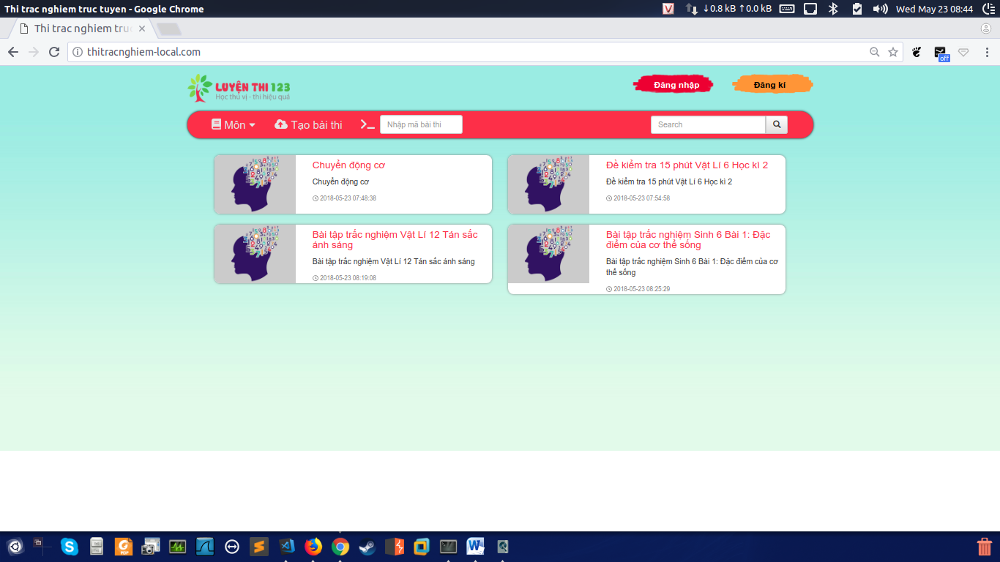 Thi trac nghiem truc tuyen - Google Chrome
↓0.8 kB ↑0.0 kB
Wed May 23 08:44
Thi trac nghiem tru
thitracnghiem-local.com
off
LUYỆN THI 123
Học thú vị - thi hiệu quả
Đăng nhập
Đăng kí
Môn
Tạo bài thi
Nhập mã bài thi
Search
Chuyển động cơ
Chuyển động cơ
2018-05-23 07:48:38
Đề kiểm tra 15 phút Vật Lí 6 Học kì 2
Đề kiểm tra 15 phút Vật Lí 6 Học kì 2
2018-05-23 07:54:58
Bài tập trắc nghiệm Vật Lí 12 Tán sắc
ánh sáng
Bài tập trắc nghiệm Vật Lí 12 Tán sắc ánh sáng
2018-05-23 08:19:08
Bài tập trắc nghiệm Sinh 6 Bài 1: Đặc
điểm của cơ thể sống
Bài tập trắc nghiệm Sinh 6 Bài 1: Đặc điểm của cơ
thể sống
2018-05-23 08:25:29